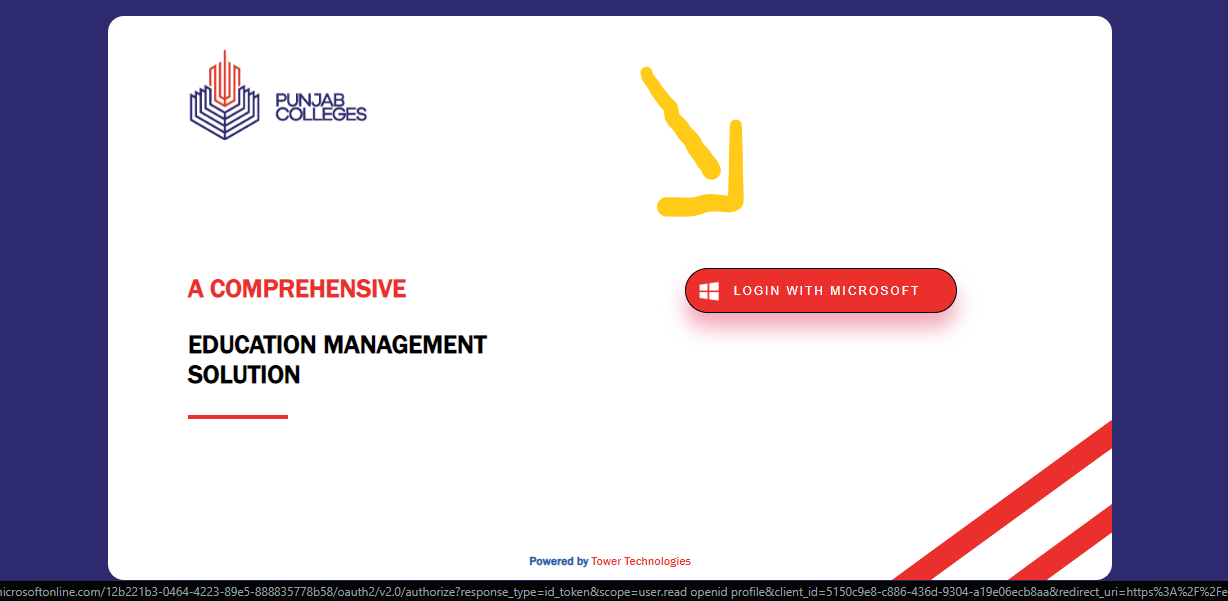 PUNJAB
COLLEGES
A COMPREHENSIVE
LOGIN WITH MICROSOFT
EDUCATION MANAGEMENT
SOLUTION
Powered by Tower Technologies
microsoftonline.com/12b221b3-0464-4223-89e5-888835778b58/oauth2/v2.0/authorize?response_type=id_token&scope=user.read openid profile&client_id=5150c9e8-c886-436d-9304-a19e06ecb8aa&redirect_uri=https%3A%2F%2Fe